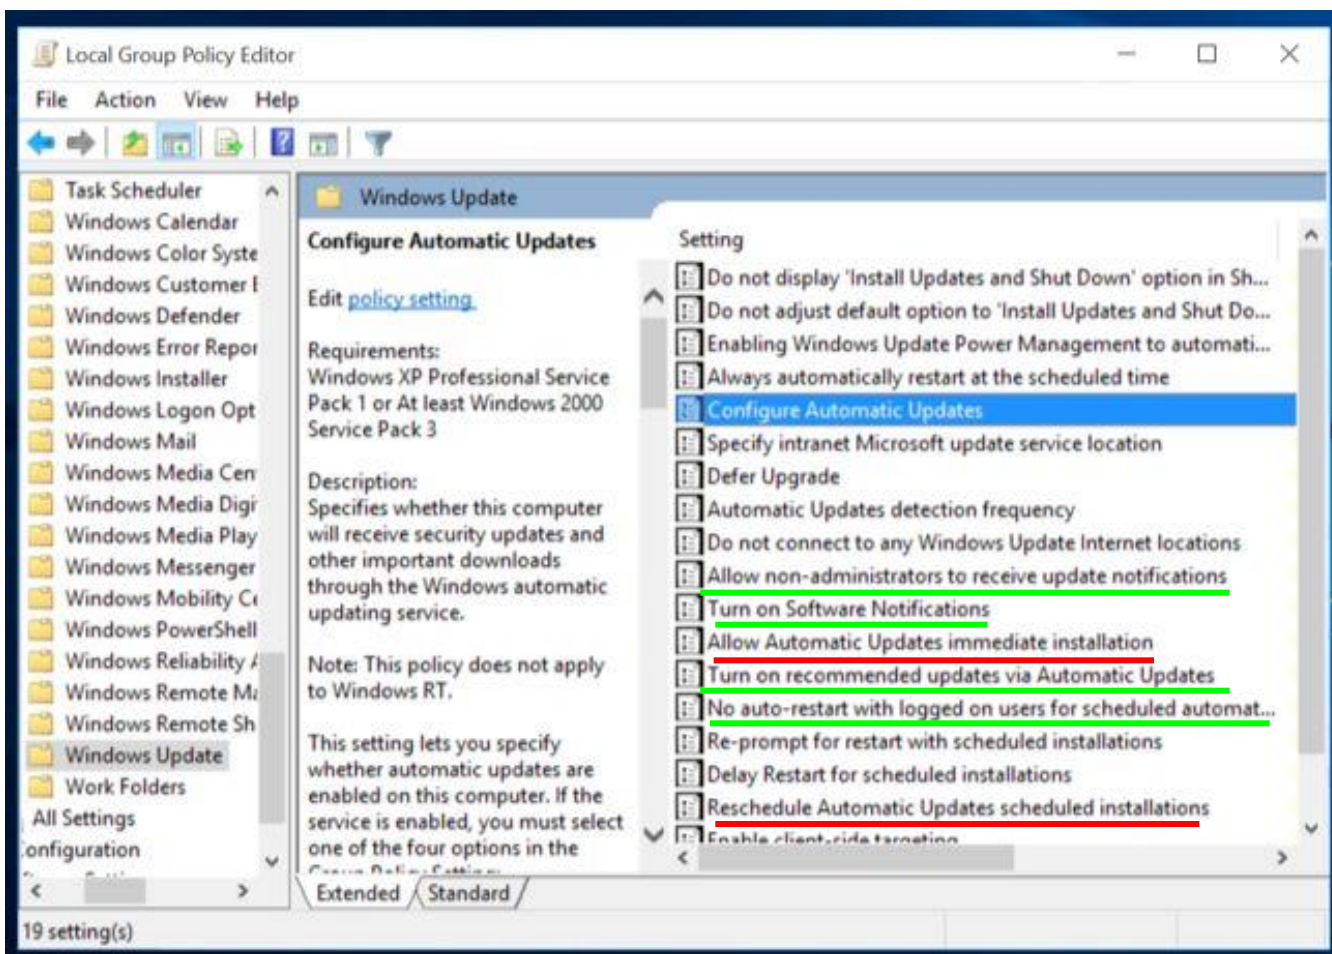 Local Group Policy Editor
File Action View Help
Task Scheduler
Windows Calendar
Windows Color Syste
Windows Customer E
Windows Defender
Windows Error Repor
Windows Installer
Windows Logon Opt
Windows Mail
Windows Media Cen
Windows Media Digi
Windows Media Play
Windows Messenger
Windows Mobility Ce
Windows PowerShell
Windows Reliability A
Windows Remote Ma
Windows Remote Sh
Windows Update
Work Folders
All Settings
onfiguration
Windows Update
Configure Automatic Updates
Edit policy setting
Requirements:
Windows XP Professional Service
Pack 1 or At least Windows 2000
Service Pack 3
Description:
Specifies whether this computer
will receive security updates and
other important downloads
through the Windows automatic
updating service.
Note: This policy does not apply
to Windows RT.
This setting lets you specify
whether automatic updates are
enabled on this computer. If the
service is enabled, you must select
one of the four options in the
Group Policy Setting:
Setting
Do not display 'Install Updates and Shut Down' option in Sh...
Do not adjust default option to 'Install Updates and Shut Do...
Enabling Windows Update Power Management to automati...
Always automatically restart at the scheduled time
Configure Automatic Updates
Specify intranet Microsoft update service location
Defer Upgrade
Automatic Updates detection frequency
Do not connect to any Windows Update Internet locations
Allow non-administrators to receive update notifications
Turn on Software Notifications
Allow Automatic Updates immediate installation
Turn on recommended updates via Automatic Updates
No auto-restart with logged on users for scheduled automat...
Re-prompt for restart with scheduled installations
Delay Restart for scheduled installations
Reschedule Automatic Updates scheduled installations
Enable client-side targeting
Extended Standard
19 setting(s)